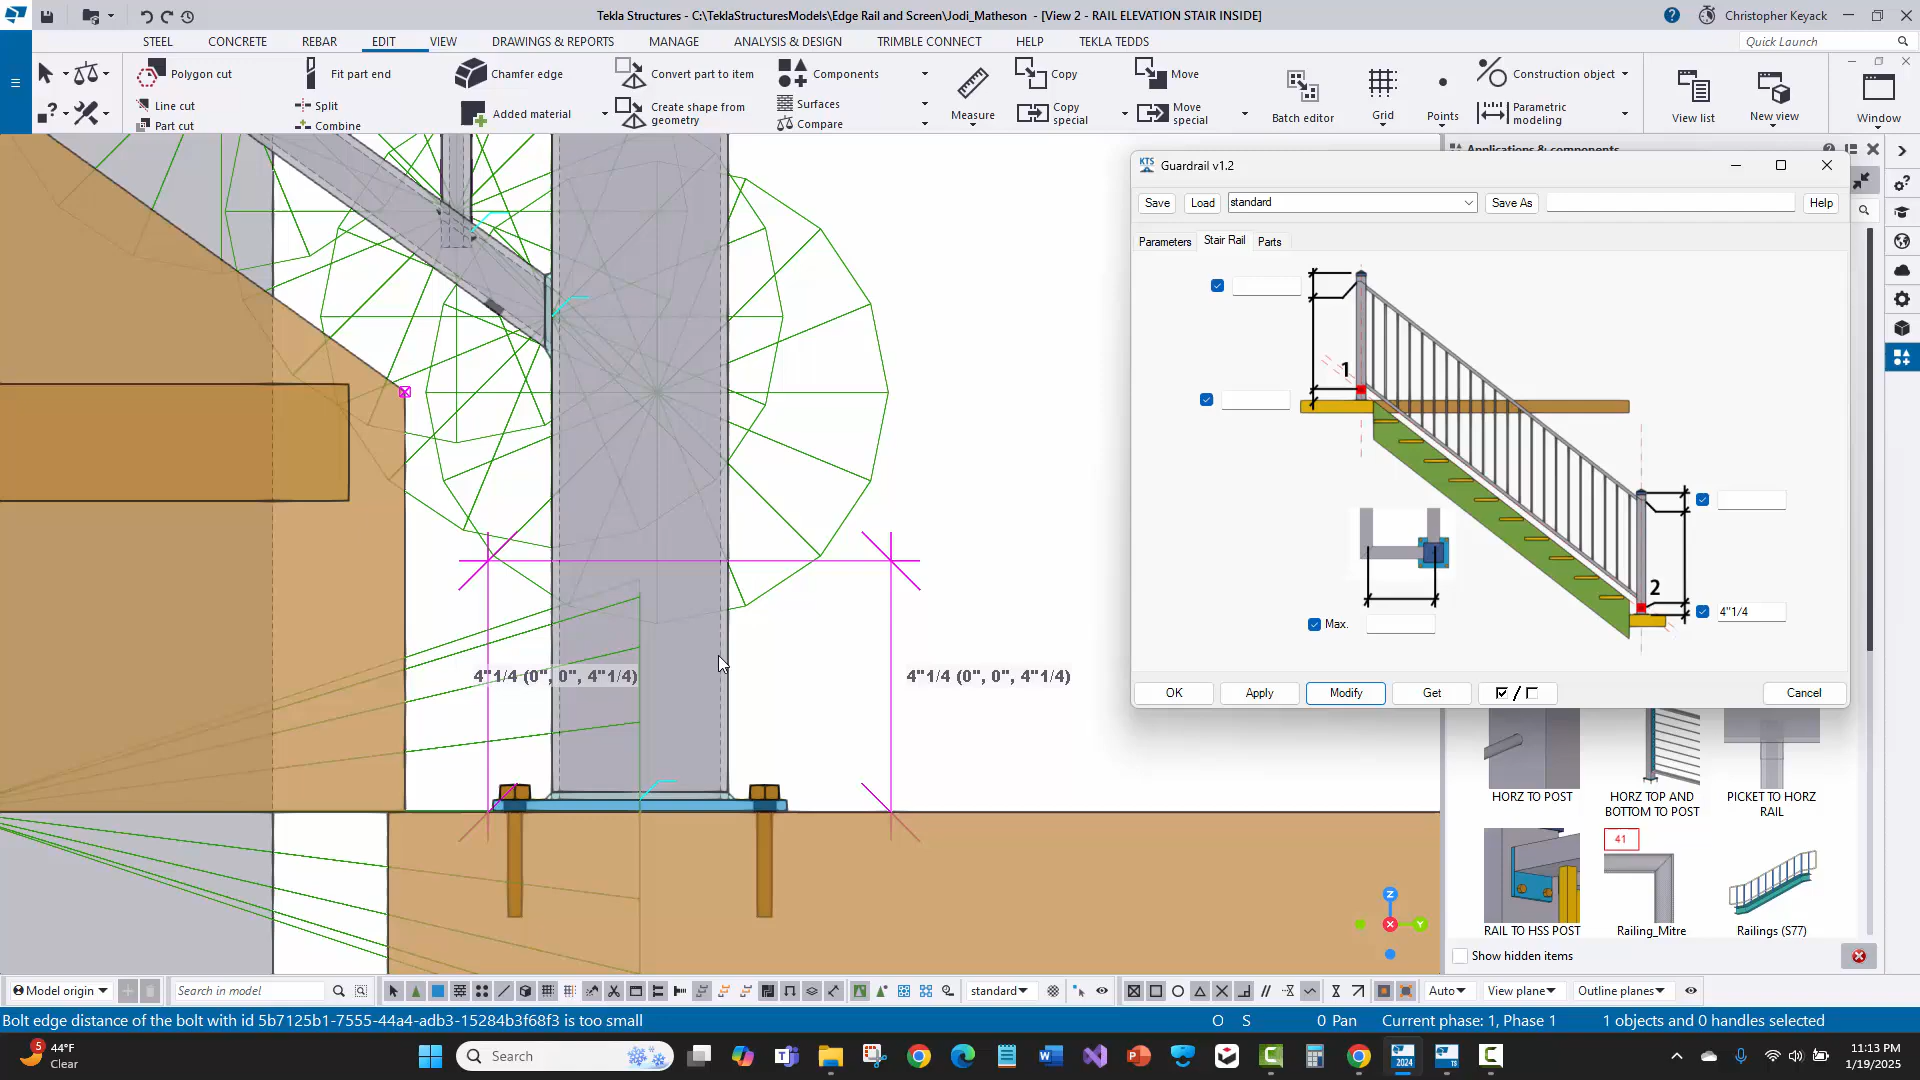 Tekla Structures - C:\TeklaStructuresModels\Edge Rail and Screen\Jodi_Matheson - [View 2 - RAIL ELEVATION STAIR INSIDE]
Christopher Keyack
STEEL CONCRETE REBAR EDIT VIEW DRAWINGS & REPORTS MANAGE ANALYSIS & DESIGN TRIMBLE CONNECT HELP TEKLA TEDDS
Quick Launch
Polygon cut
Line cut
Part cut
Fit part end
Split
Combine
Chamfer edge
Added material
Convert part to item
Create shape from
geometry
Components
Surfaces
Compare
Measure
Copy
Copy
special
Move
Move
special
Batch editor
Grid
Points
Construction object
Parametric
modeling
View list
New view
Window
Applications & components
KTS
Guardrail v1.2
Save
Load
standard
Save As
Help
Parameters
Stair Rail
Parts
1
2
4"1/4
Max.
OK
Apply
Modify
Get
/
Cancel
4"1/4 (0", 0", 4"1/4)
4"1/4 (0", 0", 4"1/4)
HORZ TO POST
HORZ TOP AND
BOTTOM TO POST
PICKET TO HORZ
RAIL
41
RAIL TO HSS POST
Railing_Mitre
Railings (S77)
Show hidden items
Z
X
Y
Model origin
Search in model
standard
Auto
View plane
Outline planes
Bolt edge distance of the bolt with id 5b7125b1-7555-44a4-adb3-15284b3f68f3 is too small
O
S
0 Pan
Current phase: 1, Phase 1
1 objects and 0 handles selected
5
44°F
Clear
Search
2024
11:13 PM
1/19/2025